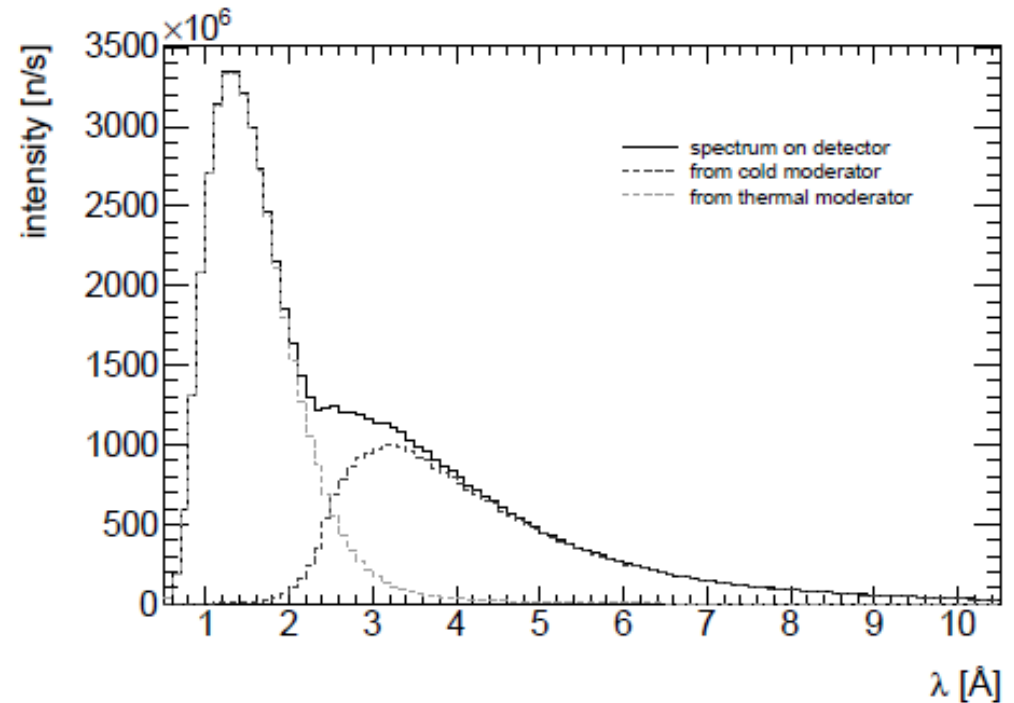 ×10⁶
intensity [n/s]
3500
3000
2500
2000
1500
1000
500
0
spectrum on detector
from cold moderator
from thermal moderator
1 2 3 4 5 6 7 8 9 10
λ [Å]